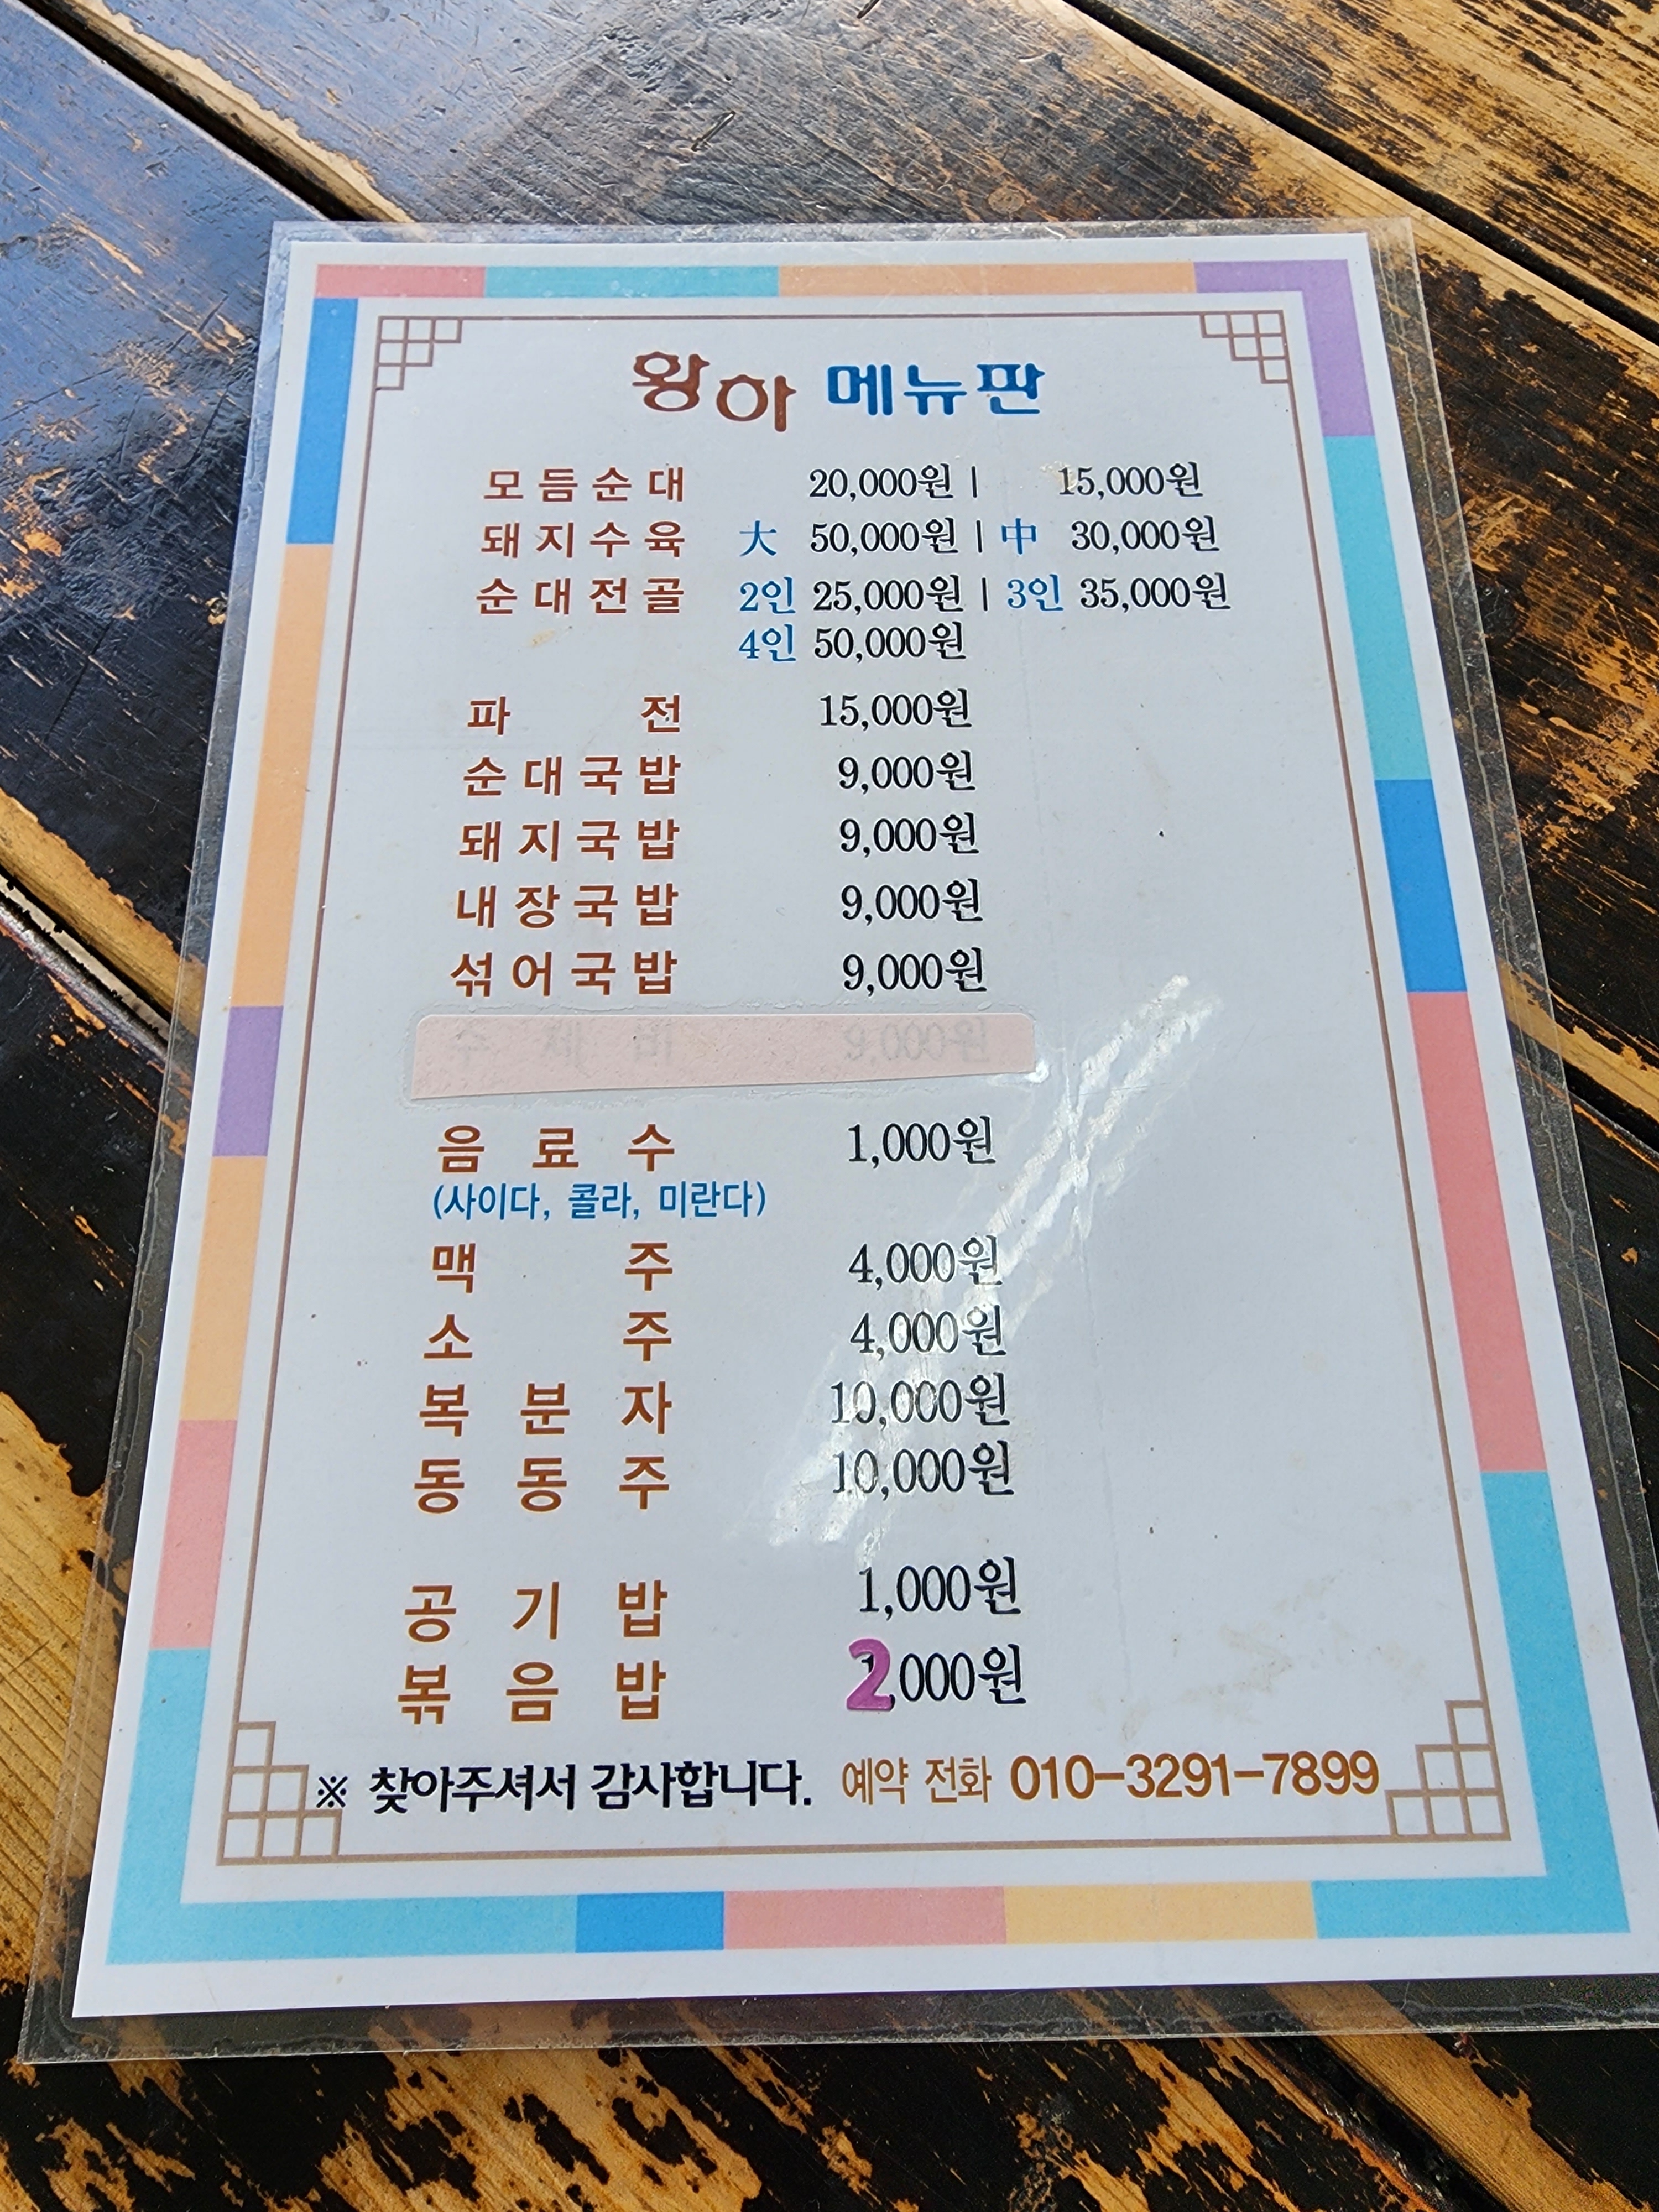 왕아 메뉴판
모듬순대 20,000원 | 15,000원
돼지수육 大 50,000원 | 中 30,000원
순대전골 2인 25,000원 | 3인 35,000원
4인 50,000원
파전 15,000원
순대국밥 9,000원
돼지국밥 9,000원
내장국밥 9,000원
섞어국밥 9,000원
음료수 1,000원
(사이다, 콜라, 미란다)
맥주 4,000원
소주 4,000원
복분자 10,000원
동동주 10,000원
공기밥 1,000원
볶음밥 2,000원
※ 찾아주셔서 감사합니다. 예약 전화 010-3291-7899